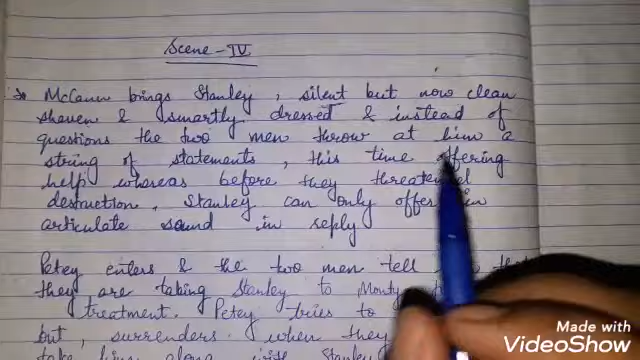 Scene - IV
McCann brings Stanley, silent but now clean
shaven & smartly dressed & instead of
questions the two men throw at him a
string of statements, this time offering
help whereas before they threatened
destruction. Stanley can only offer in
articulate sound in reply
Petey enters & the two men tell
they are taking Stanley to Monty
treatment. Petey tries to
but, surrenders when they
take him along with Stanley
Made with
VideoShow